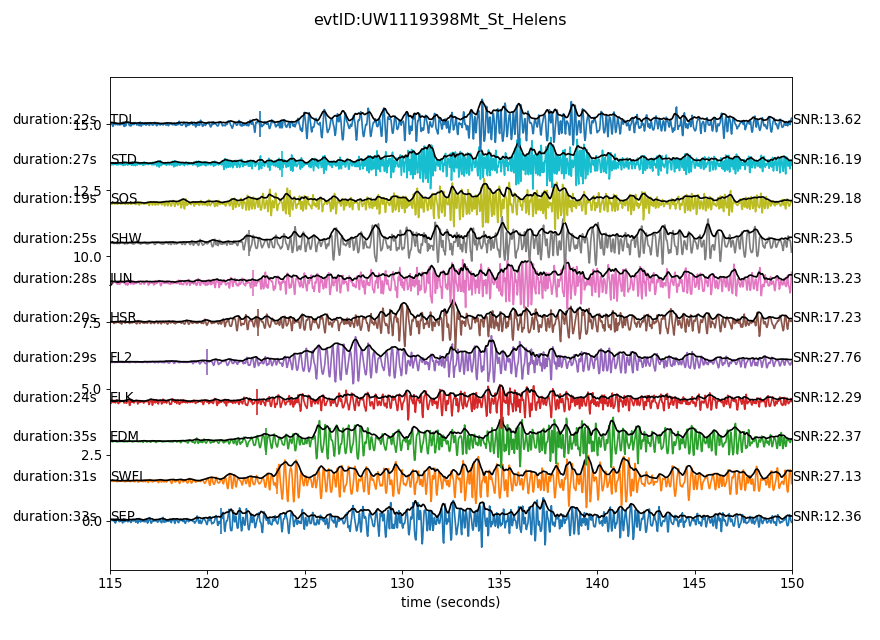 evtID:UW1119398Mt_St_Helens
duration:22s TDL SNR:13.62
15.0
duration:27s STD SNR:16.19
12.5
duration:19s SOS SNR:29.18
duration:25s SHW SNR:23.5
10.0
duration:28s JUN SNR:13.23
duration:20s HSR SNR:17.23
7.5
duration:29s FL2 SNR:27.76
5.0
duration:24s ELK SNR:12.29
duration:35s EDM SNR:22.37
2.5
duration:31s SWFL SNR:27.13
duration:33s SEP SNR:12.36
0.0
115 120 125 130 135 140 145 150
time (seconds)